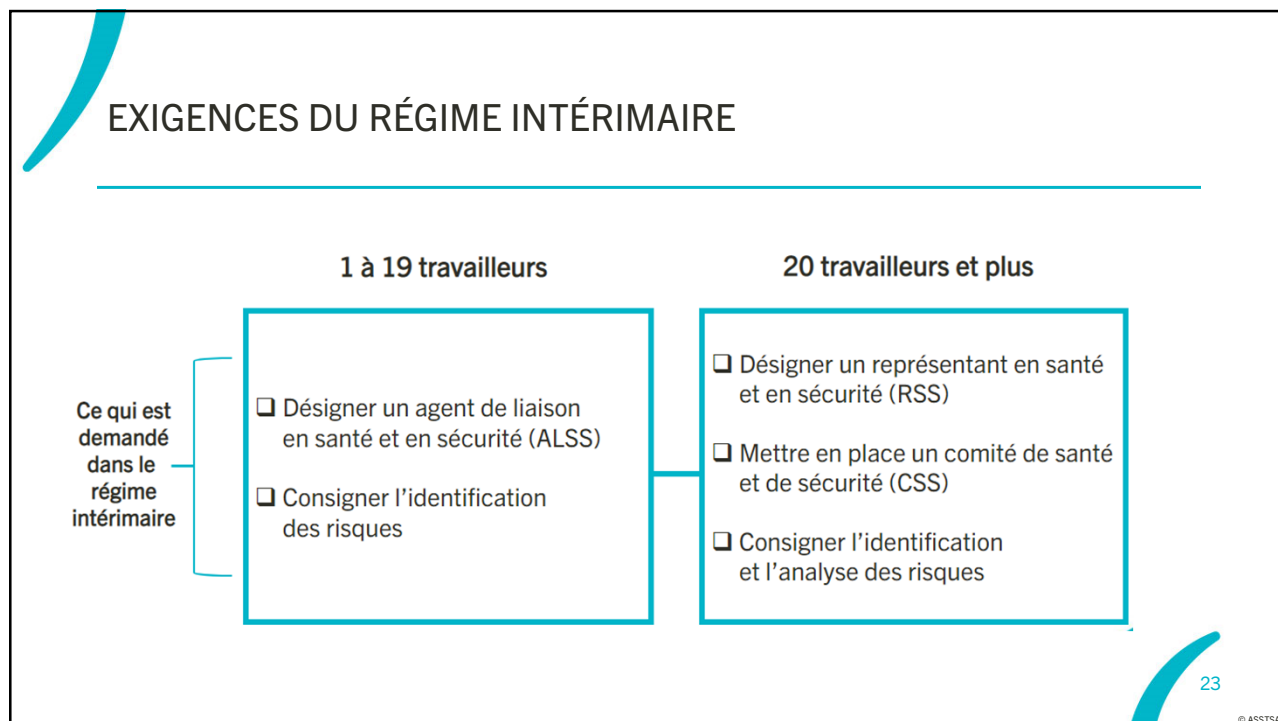 EXIGENCES DU RÉGIME INTÉRIMAIRE
1 à 19 travailleurs
20 travailleurs et plus
Ce qui est
demandé
dans le
régime
intérimaire
❑ Désigner un agent de liaison
en santé et en sécurité (ALSS)
❑ Consigner l’identification
des risques
❑ Désigner un représentant en santé
et en sécurité (RSS)
❑ Mettre en place un comité de santé
et de sécurité (CSS)
❑ Consigner l’identification
et l’analyse des risques
23
©